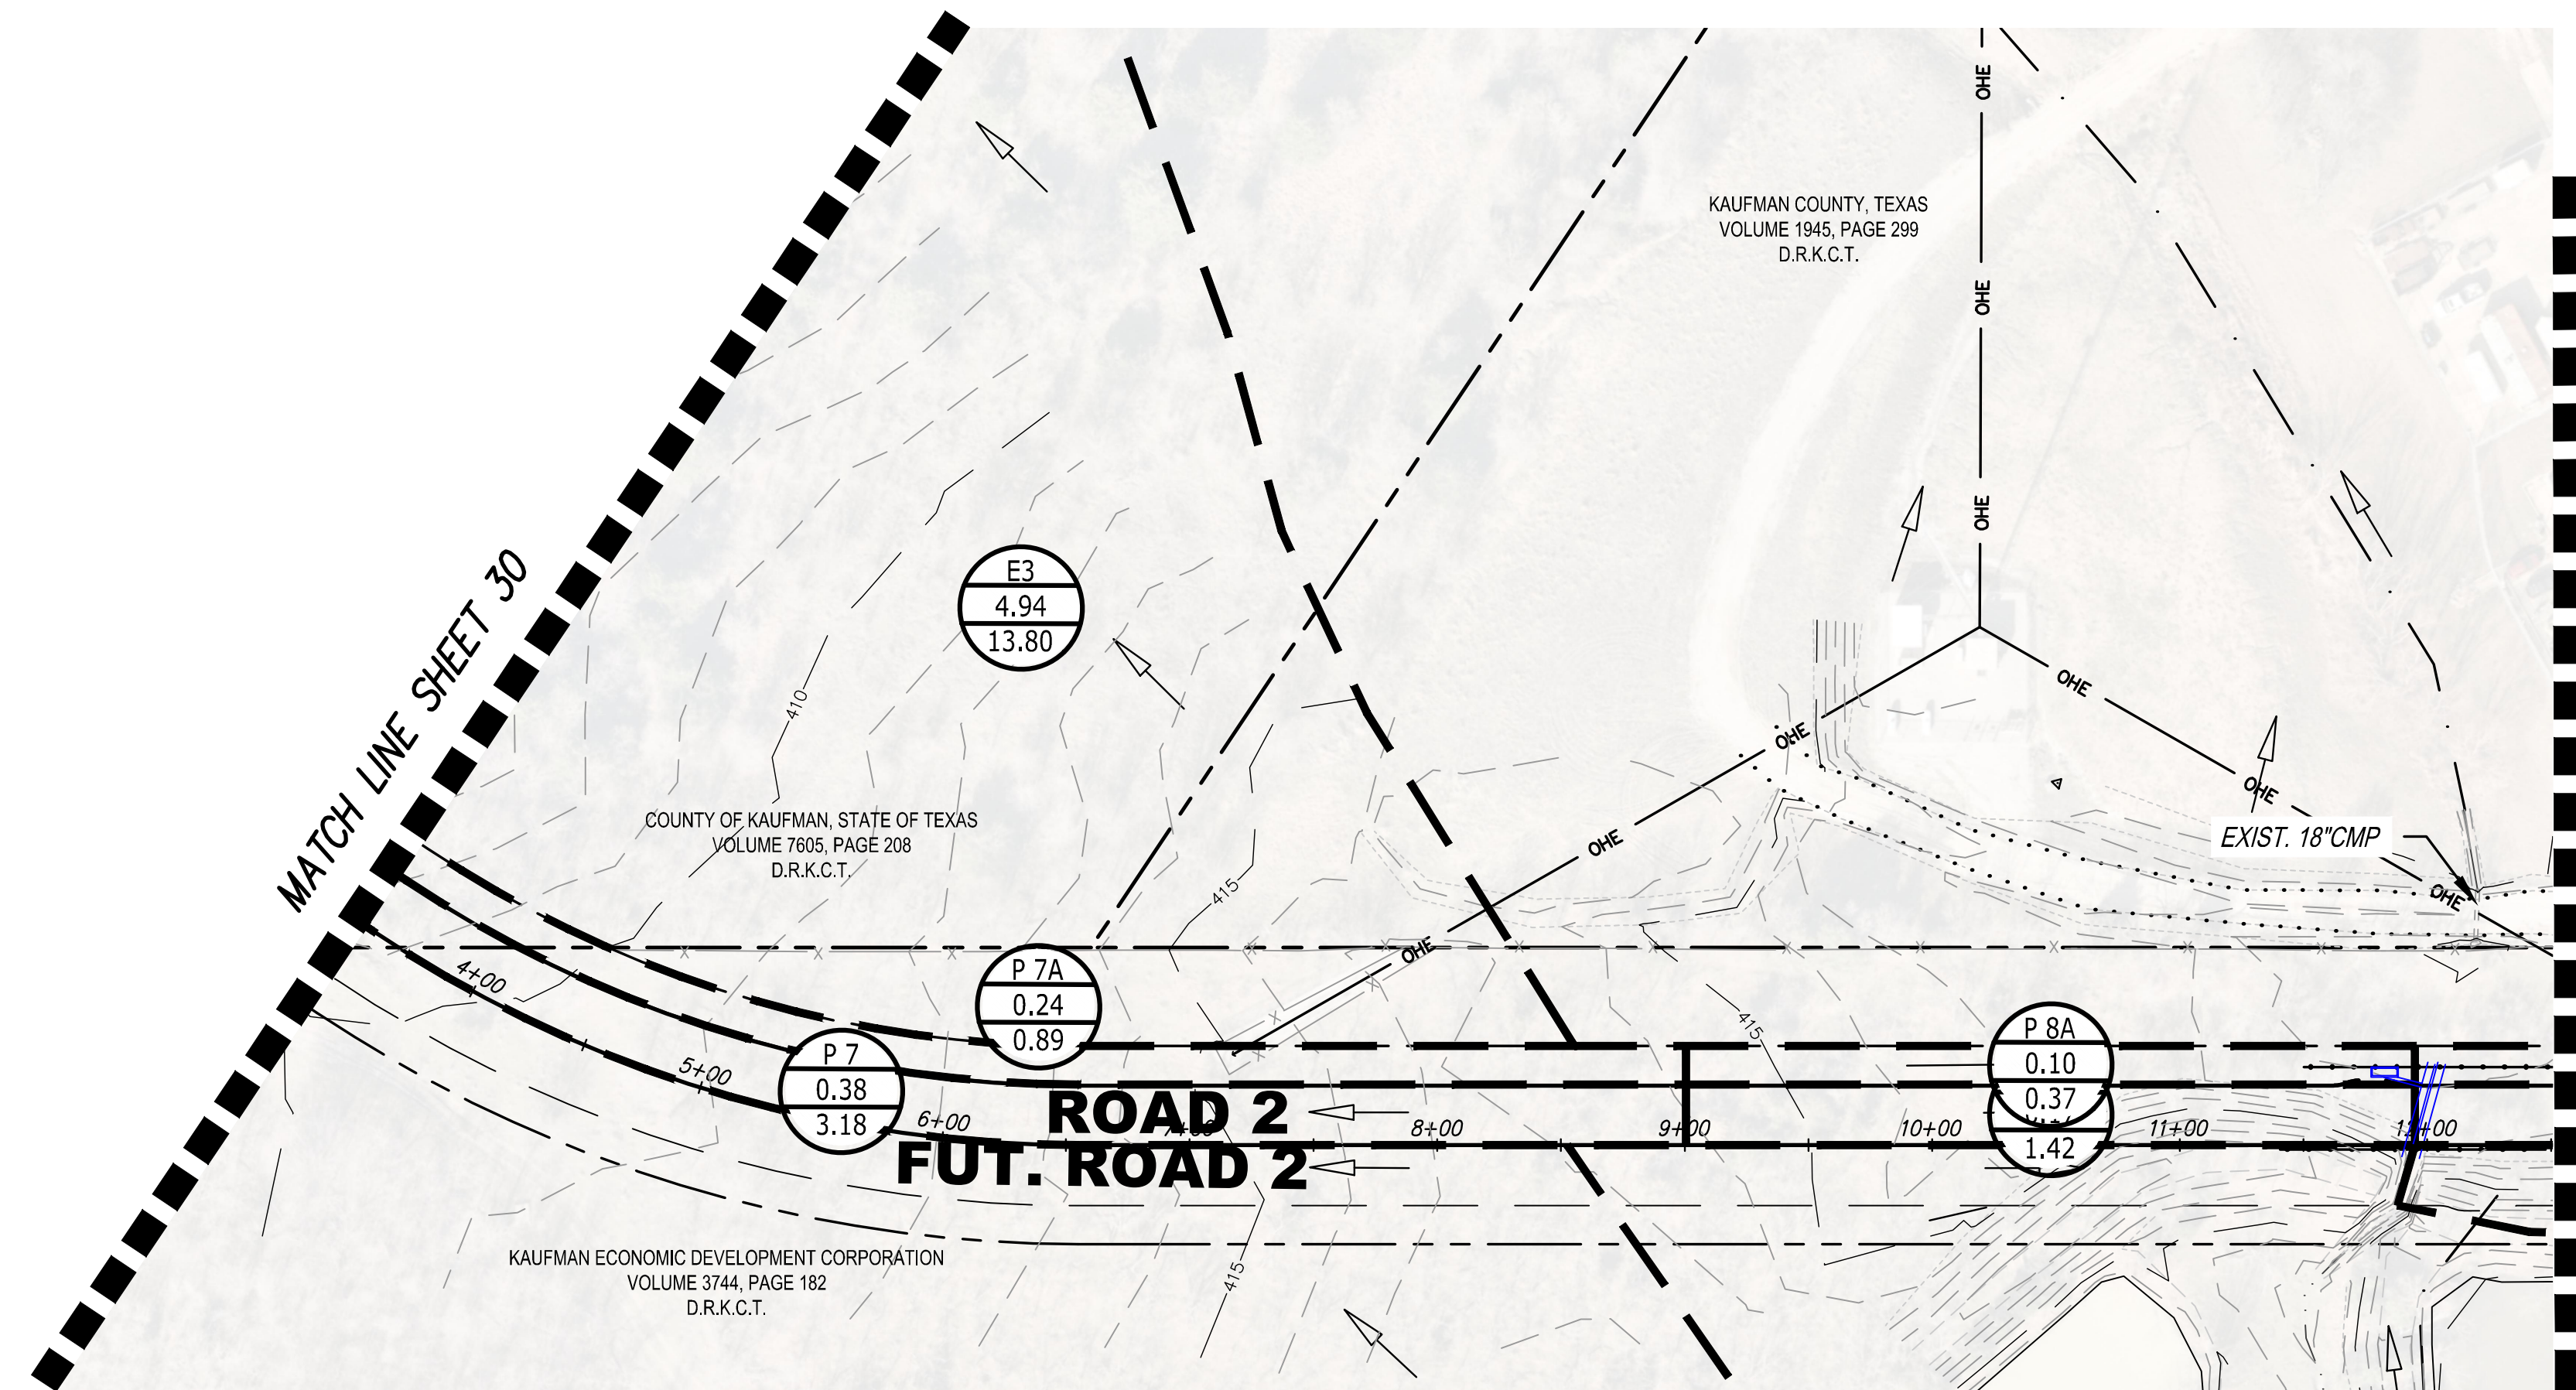 KAUFMAN COUNTY, TEXAS
VOLUME 1945, PAGE 299
D.R.K.C.T.
OHE
OHE
OHE
MATCH LINE SHEET 30
E3
4.94
13.80
410
OHE
OHE
OHE
OHE
OHE
OHE
EXIST. 18"CMP
COUNTY OF KAUFMAN, STATE OF TEXAS
VOLUME 7605, PAGE 208
D.R.K.C.T.
415
P 7A
0.24
0.89
4+00
5+00
P 7
0.38
3.18
6+00
ROAD 2
7+00
8+00
9+00
10+00
11+00
12+00
415
P 8A
0.10
0.37
1.42
FUT. ROAD 2
415
KAUFMAN ECONOMIC DEVELOPMENT CORPORATION
VOLUME 3744, PAGE 182
D.R.K.C.T.